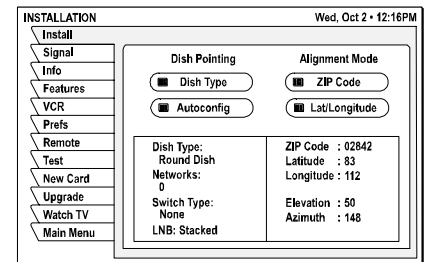 INSTALLATION
Wed, Oct 2 • 12:16PM
Install
Signal
Info
Features
VCR
Prefs
Remote
Test
New Card
Upgrade
Watch TV
Main Menu
Dish Pointing
Alignment Mode
Dish Type
ZIP Code
Autoconfig
Lat/Longitude
Dish Type:
Round Dish
Networks:
0
Switch Type:
None
LNB: Stacked
ZIP Code : 02842
Latitude : 83
Longitude : 112
Elevation : 50
Azimuth : 148